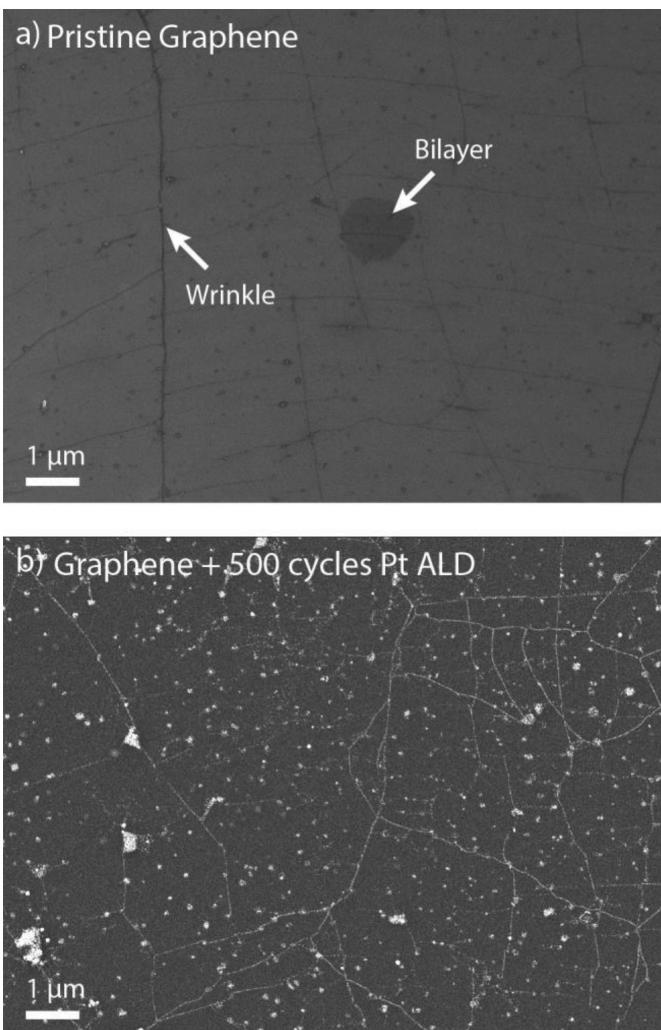 a) Pristine Graphene
Bilayer
Wrinkle
1 μm
b) Graphene + 500 cycles Pt ALD
1 μm